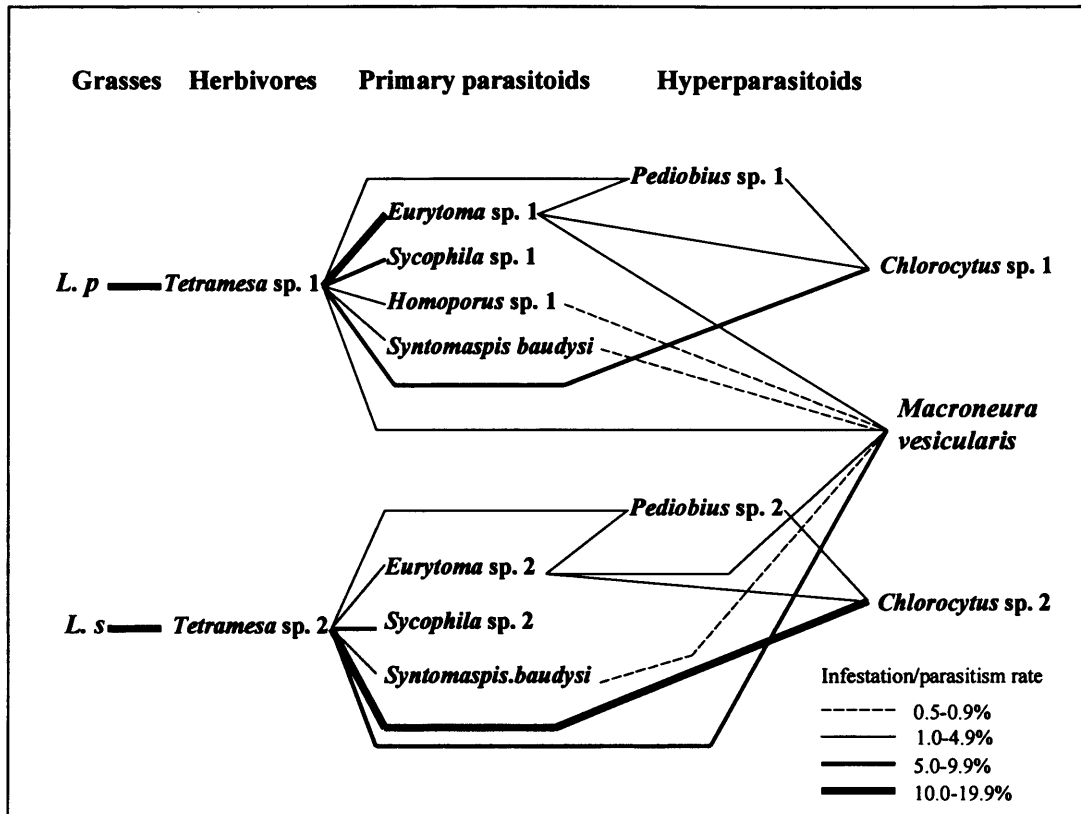 Grasses Herbivores Primary parasitoids Hyperparasitoids
Pediobius sp. 1
Eurytoma sp. 1
Sycophila sp. 1
Chlorocytus sp. 1
L. p Tetramesa sp. 1
Homoporus sp. 1
Syntomaspis baudysi
Macroneura
vesicularis
Pediobius sp. 2
Eurytoma sp. 2
Chlorocytus sp. 2
L. s Tetramesa sp. 2
Sycophila sp. 2
Syntomaspis.baudysi
Infestation/parasitism rate
0.5-0.9%
1.0-4.9%
5.0-9.9%
10.0-19.9%